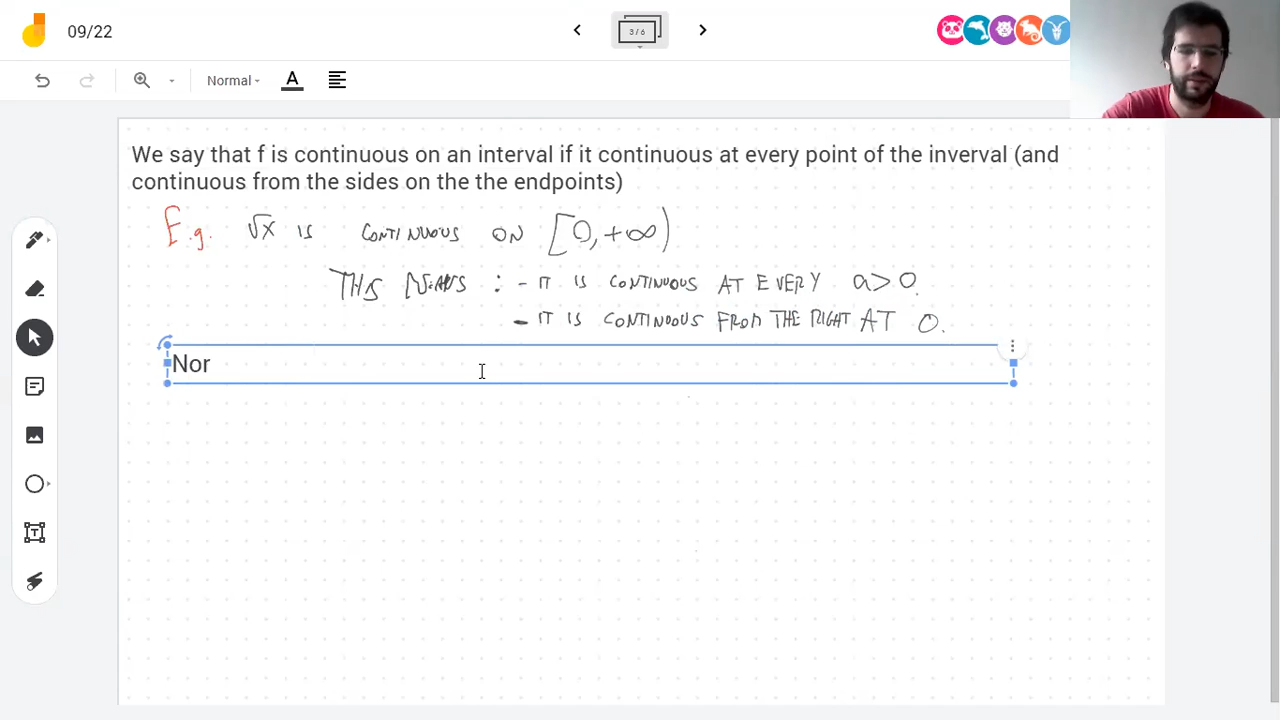 09/22
3/6
Normal
A
We say that f is continuous on an interval if it continuous at every point of the inverval (and
continuous from the sides on the the endpoints)
E.g. √x is CONTINUOUS ON [0, +∞)
THIS MEANS : - IT IS CONTINUOUS AT EVERY a>0.
- IT IS CONTINUOUS FROM THE RIGHT AT 0.
Nor